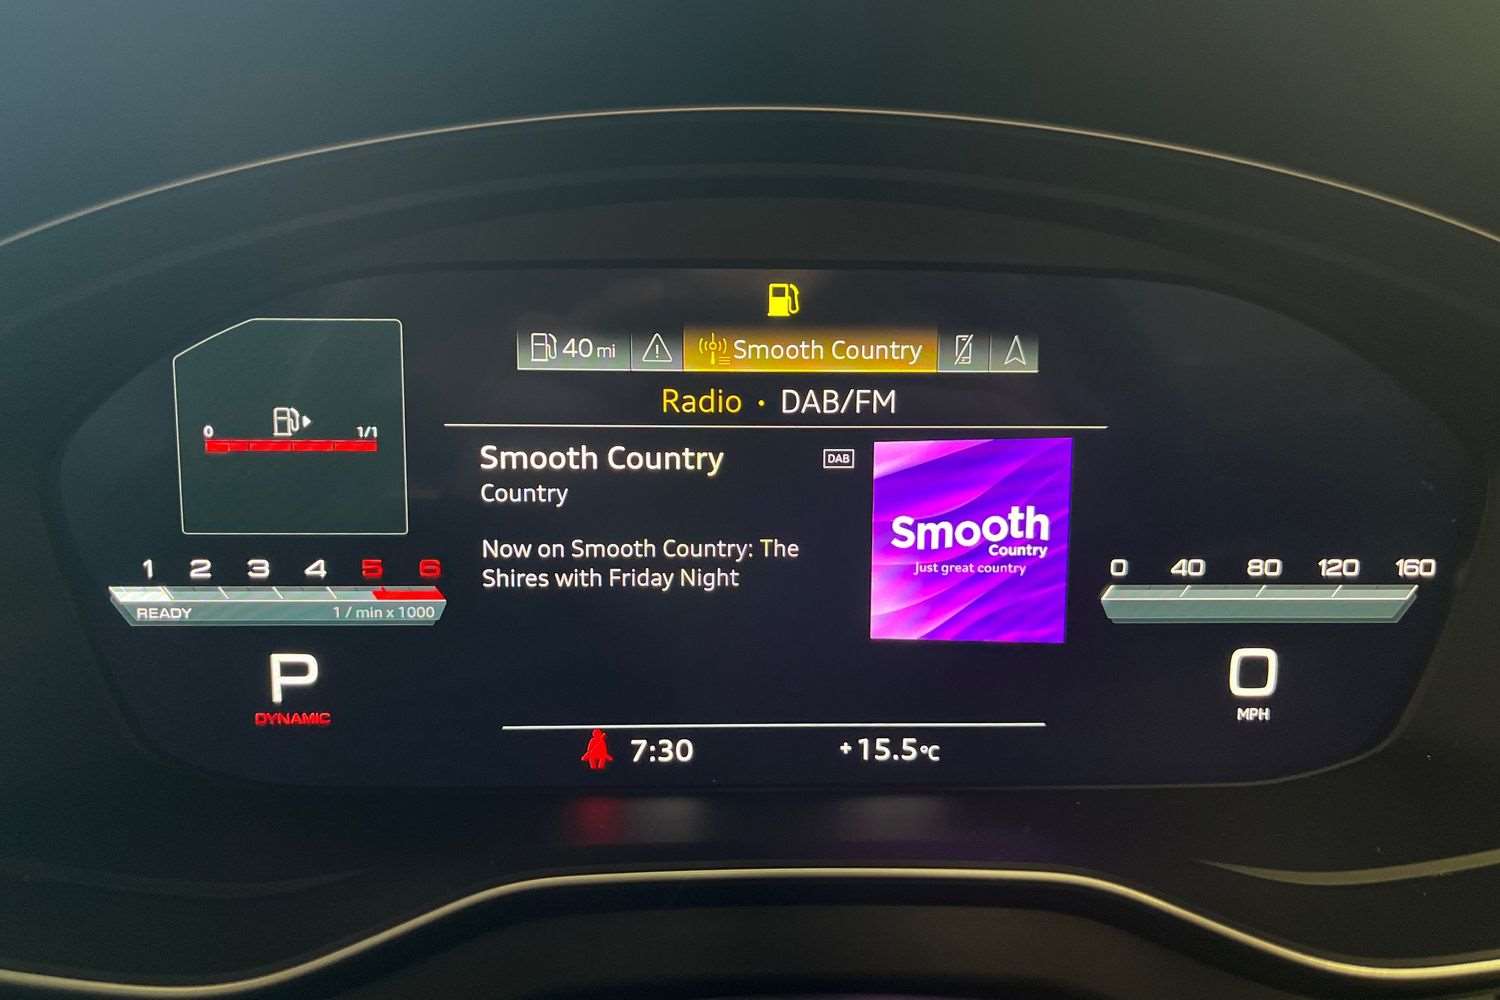 40 mi
Smooth Country
Radio • DAB/FM
0 1/1
Smooth Country
DAB
Country
Now on Smooth Country: The
Shires with Friday Night
Smooth
Country
Just great country
1 2 3 4 5 6
READY 1 / min x 1000
0 40 80 120 160
P
DYNAMIC
0
MPH
7:30 +15.5°C